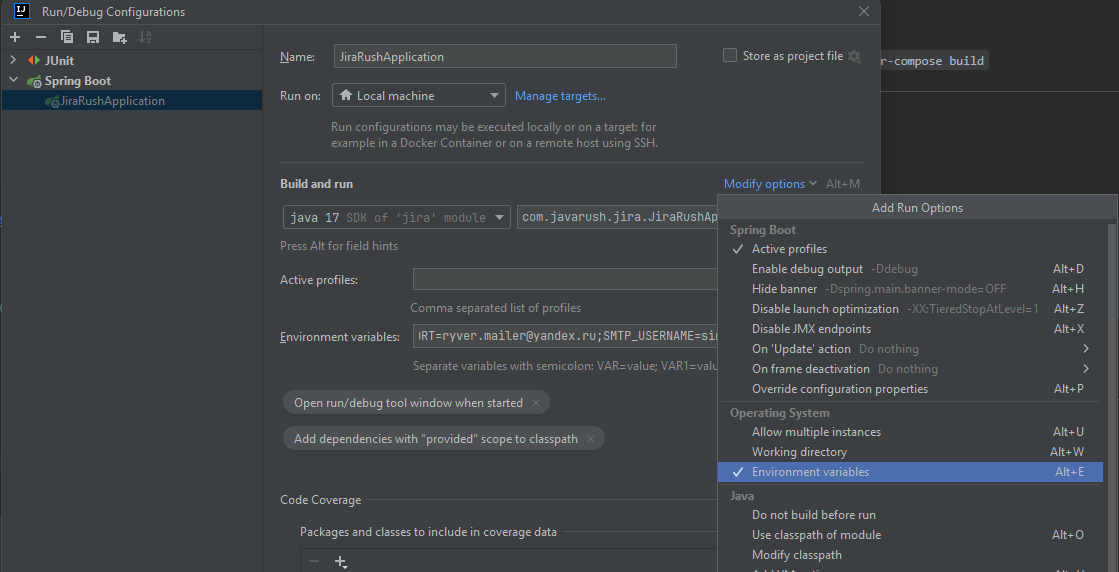 Run/Debug Configurations
JUnit
Spring Boot
JiraRushApplication
Name: JiraRushApplication
Store as project file
Run on: Local machine Manage targets...
Run configurations may be executed locally or on a target: for
example in a Docker Container or on a remote host using SSH.
Build and run
Modify options Alt+M
java 17 SDK of 'jira' module
com.javarush.jira.JiraRushAp
Press Alt for field hints
Active profiles:
Comma separated list of profiles
Environment variables: RT=ryver.mailer@yandex.ru;SMTP_USERNAME=si
Separate variables with semicolon: VAR=value; VAR1=valu
Open run/debug tool window when started
Add dependencies with "provided" scope to classpath
Code Coverage
Packages and classes to include in coverage data
r-compose build
Add Run Options
Spring Boot
Active profiles
Enable debug output -Ddebug Alt+D
Hide banner -Dspring.main.banner-mode=OFF Alt+H
Disable launch optimization -XX:TieredStopAtLevel=1 Alt+Z
Disable JMX endpoints Alt+X
On 'Update' action Do nothing
On frame deactivation Do nothing
Override configuration properties Alt+P
Operating System
Allow multiple instances Alt+U
Working directory Alt+W
Environment variables Alt+E
Java
Do not build before run
Use classpath of module Alt+O
Modify classpath